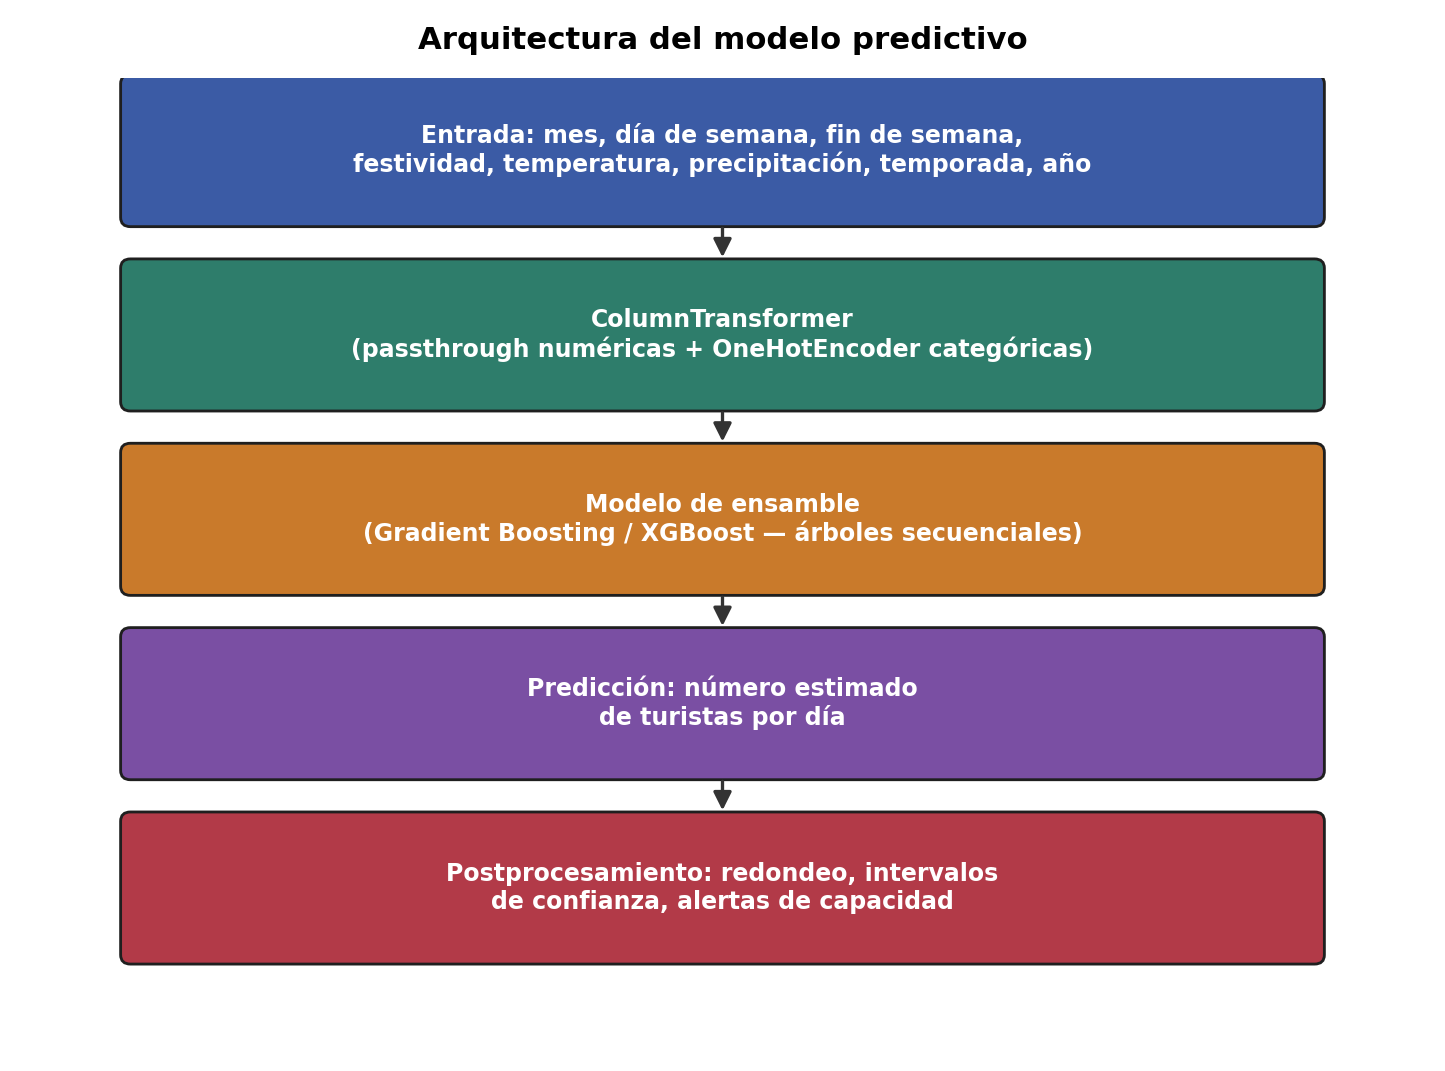 Arquitectura del modelo predictivo
Entrada: mes, día de semana, fin de semana,
festividad, temperatura, precipitación, temporada, año
ColumnTransformer
(passthrough numéricas + OneHotEncoder categóricas)
Modelo de ensamble
(Gradient Boosting / XGBoost — árboles secuenciales)
Predicción: número estimado
de turistas por día
Postprocesamiento: redondeo, intervalos
de confianza, alertas de capacidad